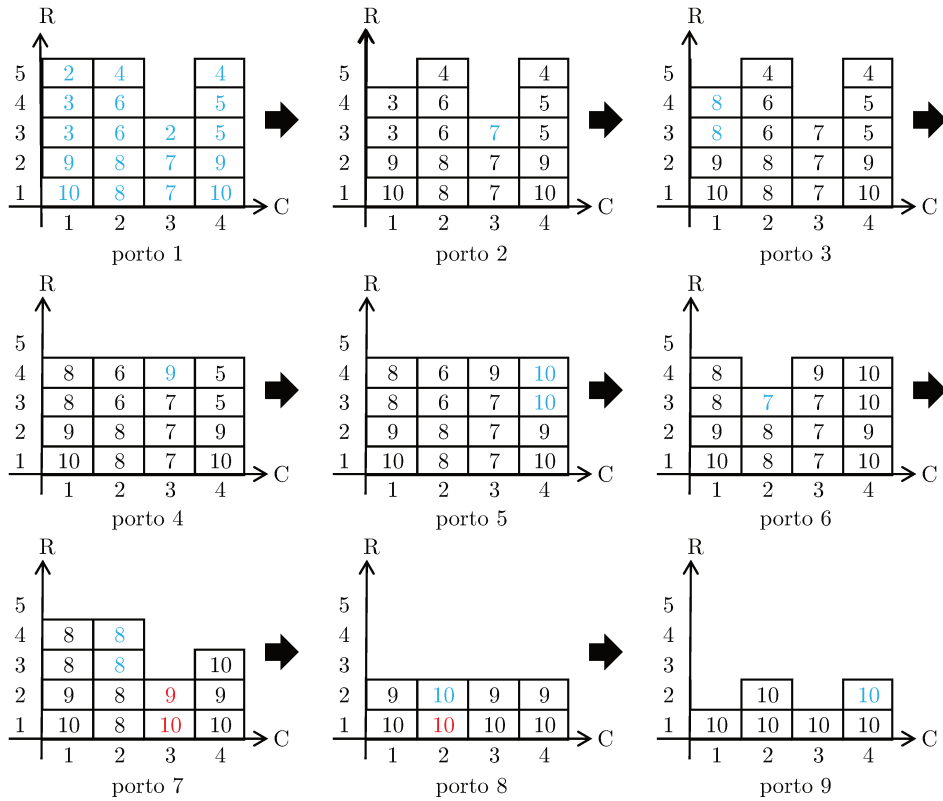 R R R
5 2 4 4 4 4 4 4
4 3 6 5 3 6 5 8 6 5
3 3 6 2 5 3 6 7 5 8 6 7 5
2 9 8 7 9 9 8 7 9 9 8 7 9
1 10 8 7 10 10 8 7 10 10 8 7 10
C C C
1 2 3 4 1 2 3 4 1 2 3 4
porto 1 porto 2 porto 3
R R R
5 5 5
4 8 6 9 5 4 8 6 9 10 4 8 9 10
3 8 6 7 5 3 8 6 7 10 3 8 7 7 10
2 9 8 7 9 2 9 8 7 9 2 9 8 7 9
1 10 8 7 10 1 10 8 7 10 1 10 8 7 10
C C C
1 2 3 4 1 2 3 4 1 2 3 4
porto 4 porto 5 porto 6
R R R
5 5 5
4 8 8 4 4
3 8 8 10 3 3
2 9 8 9 9 2 9 10 9 9 2 10 10
1 10 8 10 10 1 10 10 10 10 1 10 10 10 10
C C C
1 2 3 4 1 2 3 4 1 2 3 4
porto 7 porto 8 porto 9